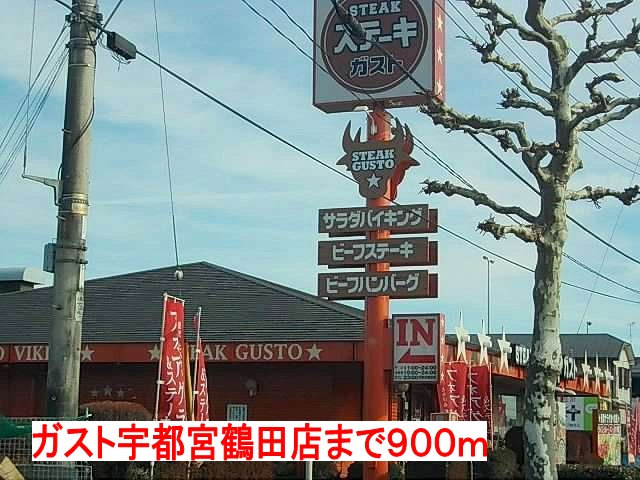 STEAK
ステーキ
ガスト
STEAK
GUSTO
サラダバイキング
ビーフステーキ
ビーフハンバーグ
IN
STEAK GUSTO
ガスト宇都宮鶴田店まで900m